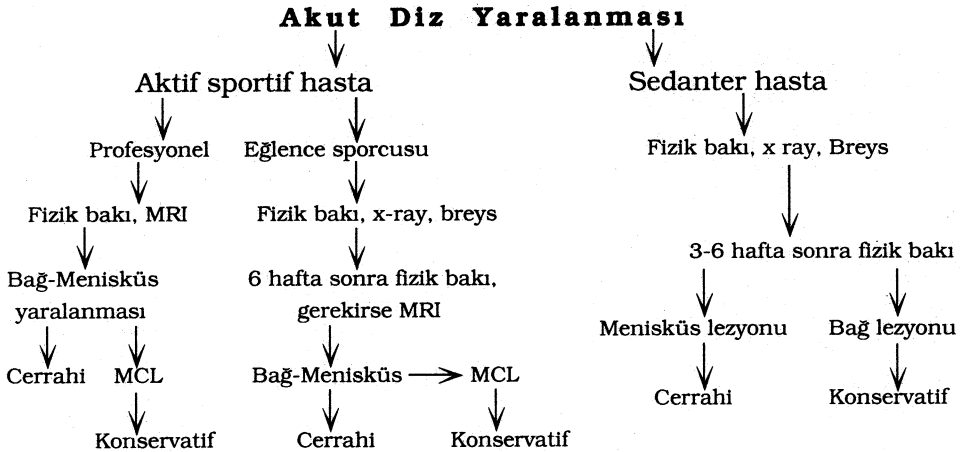 Akut Diz Yaralanması
Aktif sportif hasta
Sedanter hasta
Profesyonel
Eğlence sporcusu
Fizik bakı, x ray, Breys
Fizik bakı, MRI
Fizik bakı, x-ray, breys
3-6 hafta sonra fizik bakı
Bağ-Menisküs
yaralanması
6 hafta sonra fizik bakı,
gerekirse MRI
Menisküs lezyonu
Bağ lezyonu
Cerrahi
MCL
Bağ-Menisküs
MCL
Cerrahi
Konservatif
Konservatif
Cerrahi
Konservatif